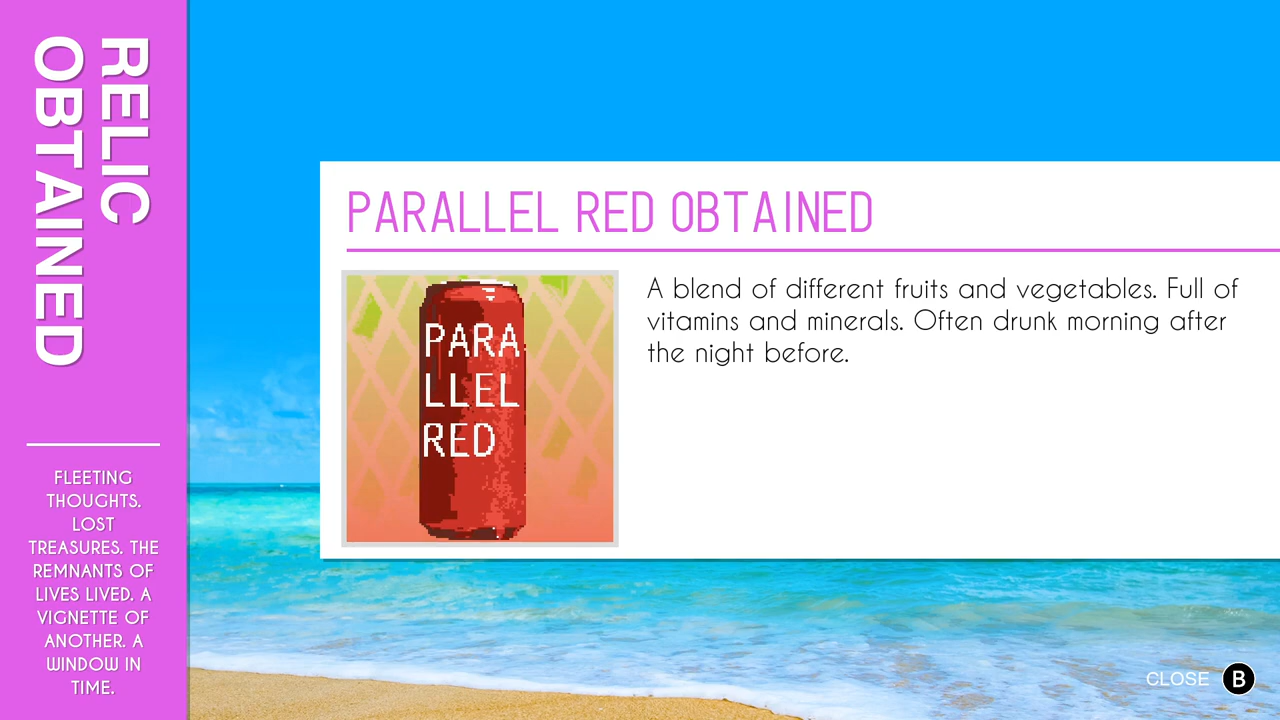 RELIC
OBTAINED
FLEETING
THOUGHTS.
LOST
TREASURES. THE
REMNANTS OF
LIVES LIVED. A
VIGNETTE OF
ANOTHER. A
WINDOW IN
TIME.
PARALLEL RED OBTAINED
PARA
LLEL
RED
A blend of different fruits and vegetables. Full of
vitamins and minerals. Often drunk morning after
the night before.
CLOSE B